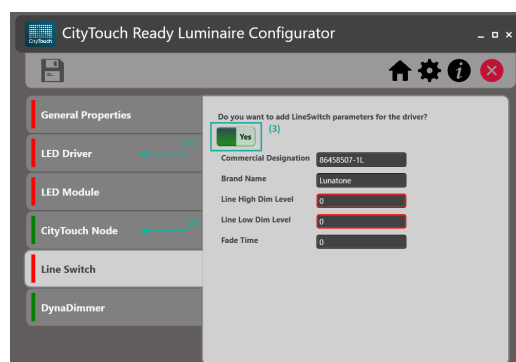 CityTouch
CityTouch Ready Luminaire Configurator
General Properties
LED Driver
LED Module
CityTouch Node
Line Switch
DynaDimmer
Do you want to add LineSwitch parameters for the driver?
Yes
(3)
Commercial Designation 86458507-1L
Brand Name Lunatone
Line High Dim Level 0
Line Low Dim Level 0
Fade Time 0